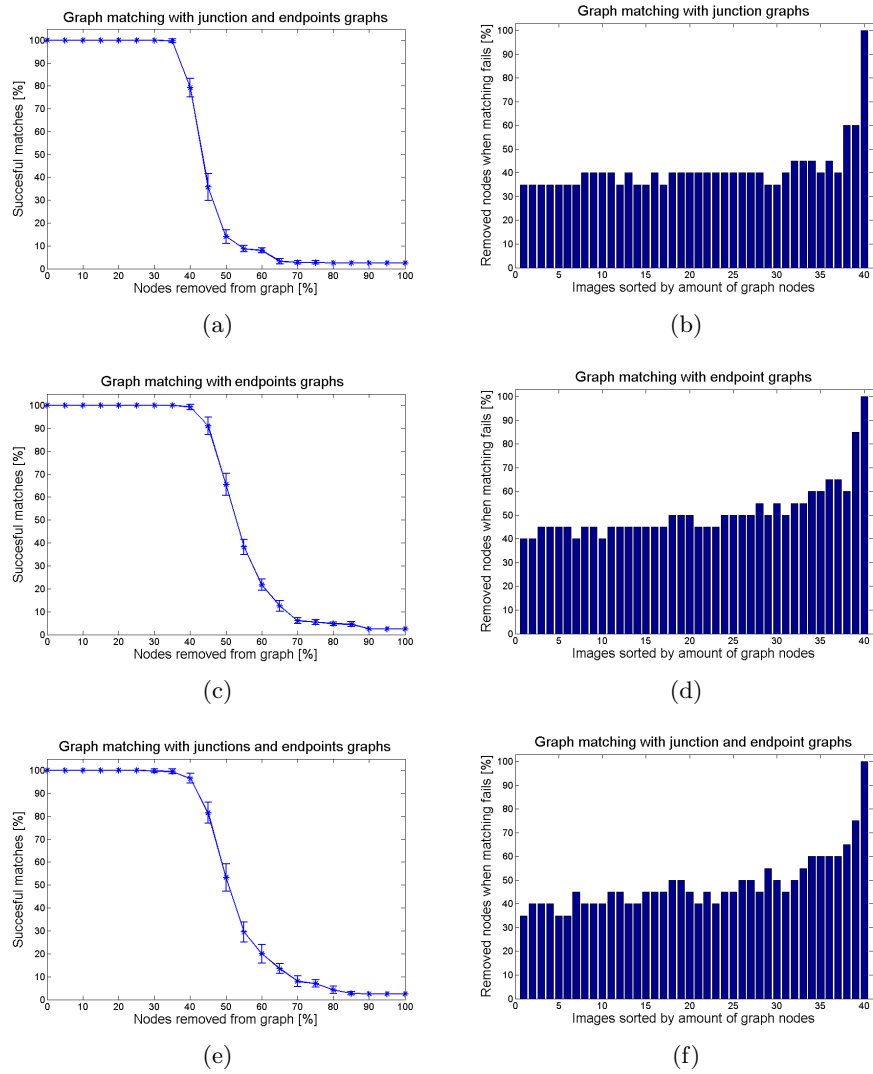 Graph matching with junction and endpoints graphs
Succesful matches [%]
100
90
80
70
60
50
40
30
20
10
0
0 10 20 30 40 50 60 70 80 90 100
Nodes removed from graph [%]
(a)
Graph matching with junction graphs
Removed nodes when matching fails [%]
100
90
80
70
60
50
40
30
20
10
0
0 5 10 15 20 25 30 35 40
Images sorted by amount of graph nodes
(b)
Graph matching with endpoints graphs
Succesful matches [%]
100
90
80
70
60
50
40
30
20
10
0
0 10 20 30 40 50 60 70 80 90 100
Nodes removed from graph [%]
(c)
Graph matching with endpoint graphs
Removed nodes when matching fails [%]
100
90
80
70
60
50
40
30
20
10
0
0 5 10 15 20 25 30 35 40
Images sorted by amount of graph nodes
(d)
Graph matching with junctions and endpoints graphs
Succesful matches [%]
100
90
80
70
60
50
40
30
20
10
0
0 10 20 30 40 50 60 70 80 90 100
Nodes removed from graph [%]
(e)
Graph matching with junction and endpoint graphs
Removed nodes when matching fails [%]
100
90
80
70
60
50
40
30
20
10
0
0 5 10 15 20 25 30 35 40
Images sorted by amount of graph nodes
(f)